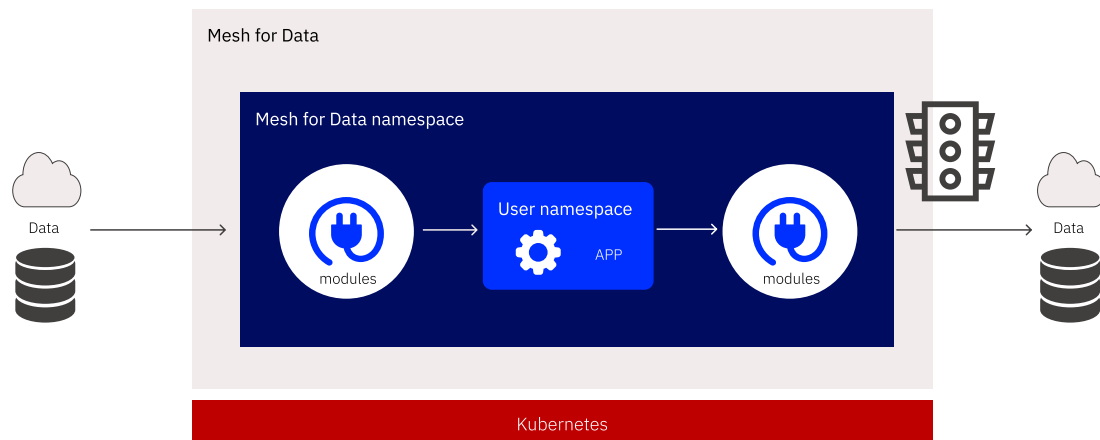 Mesh for Data
Mesh for Data namespace
Data
modules
User namespace
APP
modules
Data
Kubernetes